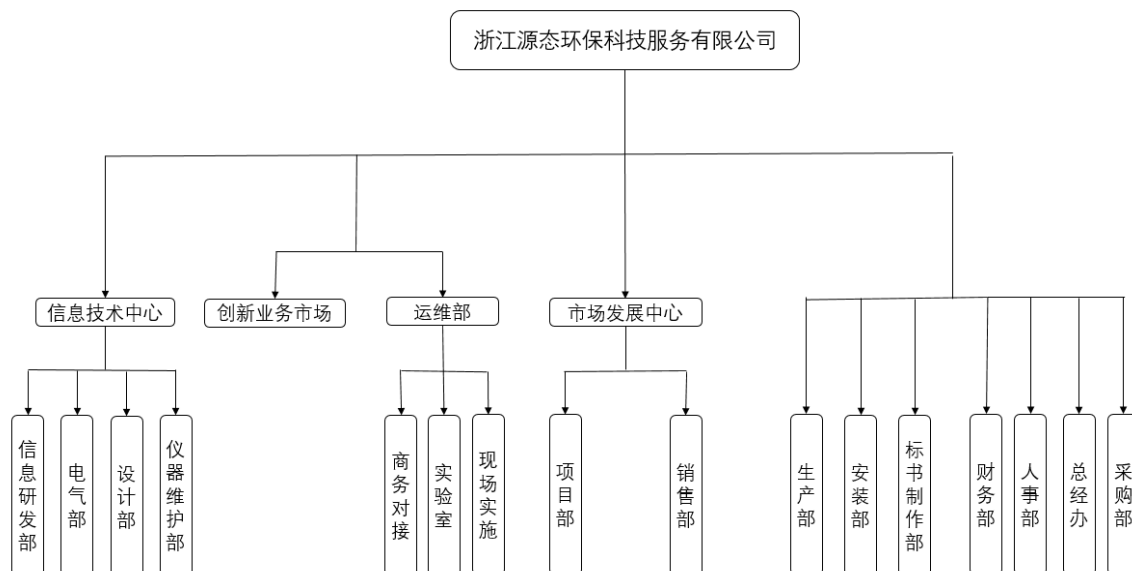 浙江源态环保科技服务有限公司
信息技术中心
创新业务市场
运维部
市场发展中心
信息研发部
电气部
设计部
仪器维护部
商务对接
实验室
现场实施
项目部
销售部
生产部
安装部
标书制作部
财务部
人事部
总经办
采购部